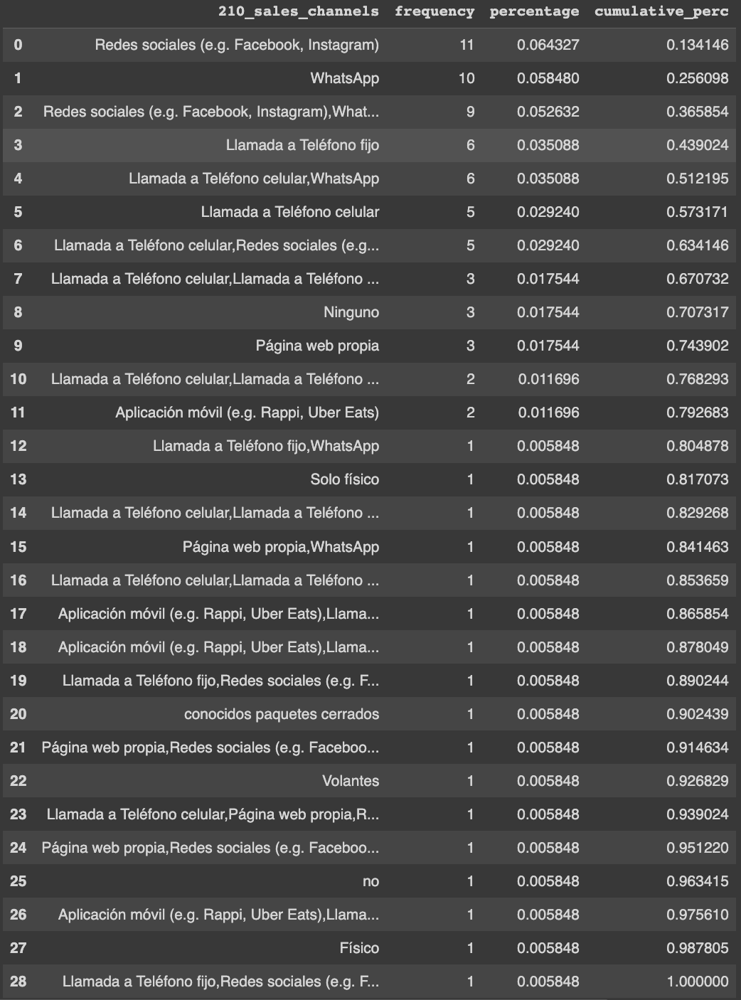 210_sales_channels frequency percentage cumulative_perc
0 Redes sociales (e.g. Facebook, Instagram) 11 0.064327 0.134146
1 WhatsApp 10 0.058480 0.256098
2 Redes sociales (e.g. Facebook, Instagram),What... 9 0.052632 0.365854
3 Llamada a Teléfono fijo 6 0.035088 0.439024
4 Llamada a Teléfono celular,WhatsApp 6 0.035088 0.512195
5 Llamada a Teléfono celular 5 0.029240 0.573171
6 Llamada a Teléfono celular,Redes sociales (e.g... 5 0.029240 0.634146
7 Llamada a Teléfono celular,Llamada a Teléfono ... 3 0.017544 0.670732
8 Ninguno 3 0.017544 0.707317
9 Página web propia 3 0.017544 0.743902
10 Llamada a Teléfono celular,Llamada a Teléfono ... 2 0.011696 0.768293
11 Aplicación móvil (e.g. Rappi, Uber Eats) 2 0.011696 0.792683
12 Llamada a Teléfono fijo,WhatsApp 1 0.005848 0.804878
13 Solo físico 1 0.005848 0.817073
14 Llamada a Teléfono celular,Llamada a Teléfono ... 1 0.005848 0.829268
15 Página web propia,WhatsApp 1 0.005848 0.841463
16 Llamada a Teléfono celular,Llamada a Teléfono ... 1 0.005848 0.853659
17 Aplicación móvil (e.g. Rappi, Uber Eats),Llama... 1 0.005848 0.865854
18 Aplicación móvil (e.g. Rappi, Uber Eats),Llama... 1 0.005848 0.878049
19 Llamada a Teléfono fijo,Redes sociales (e.g. F... 1 0.005848 0.890244
20 conocidos paquetes cerrados 1 0.005848 0.902439
21 Página web propia,Redes sociales (e.g. Faceboo... 1 0.005848 0.914634
22 Volantes 1 0.005848 0.926829
23 Llamada a Teléfono celular,Página web propia,R... 1 0.005848 0.939024
24 Página web propia,Redes sociales (e.g. Faceboo... 1 0.005848 0.951220
25 no 1 0.005848 0.963415
26 Aplicación móvil (e.g. Rappi, Uber Eats),Llama... 1 0.005848 0.975610
27 Físico 1 0.005848 0.987805
28 Llamada a Teléfono fijo,Redes sociales (e.g. F... 1 0.005848 1.000000